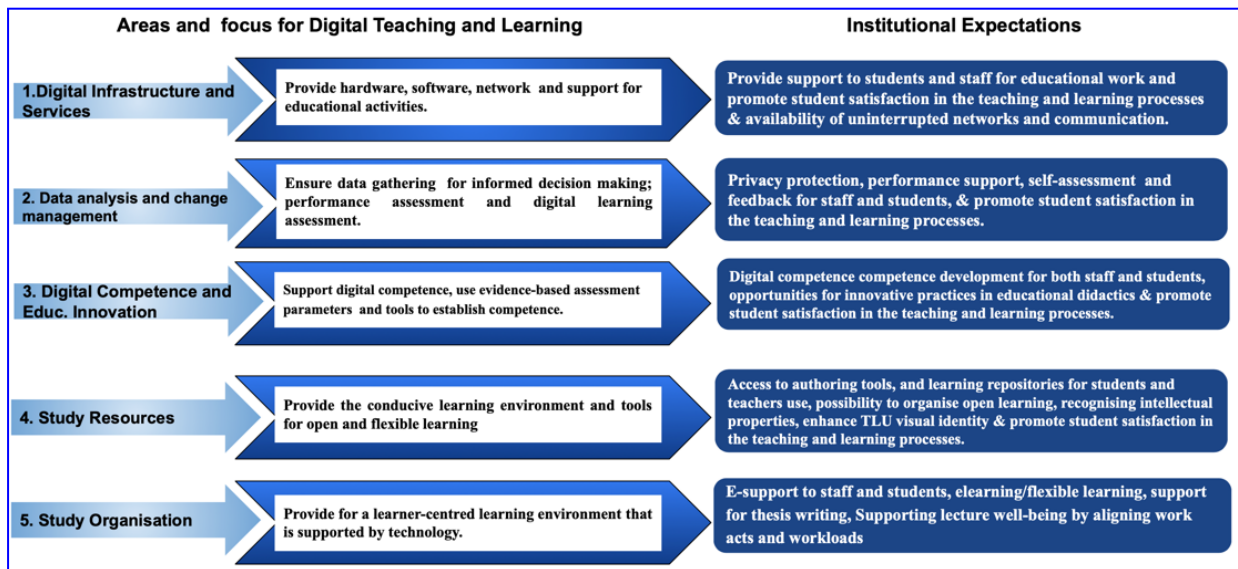 Areas and focus for Digital Teaching and Learning
Institutional Expectations
1.Digital Infrastructure and
Services
Provide hardware, software, network and support for
educational activities.
Provide support to students and staff for educational work and
promote student satisfaction in the teaching and learning processes
& availability of uninterrupted networks and communication.
2. Data analysis and change
management
Ensure data gathering for informed decision making;
performance assessment and digital learning
assessment.
Privacy protection, performance support, self-assessment and
feedback for staff and students, & promote student satisfaction in
the teaching and learning processes.
3. Digital Competence and
Educ. Innovation
Support digital competence, use evidence-based assessment
parameters and tools to establish competence.
Digital competence competence development for both staff and students,
opportunities for innovative practices in educational didactics & promote
student satisfaction in the teaching and learning processes.
4. Study Resources
Provide the conducive learning environment and tools
for open and flexible learning
Access to authoring tools, and learning repositories for students and
teachers use, possibility to organise open learning, recognising intellectual
properties, enhance TLU visual identity & promote student satisfaction in
the teaching and learning processes.
5. Study Organisation
Provide for a learner-centred learning environment that
is supported by technology.
E-support to staff and students, elearning/flexible learning, support
for thesis writing, Supporting lecture well-being by aligning work
acts and workloads